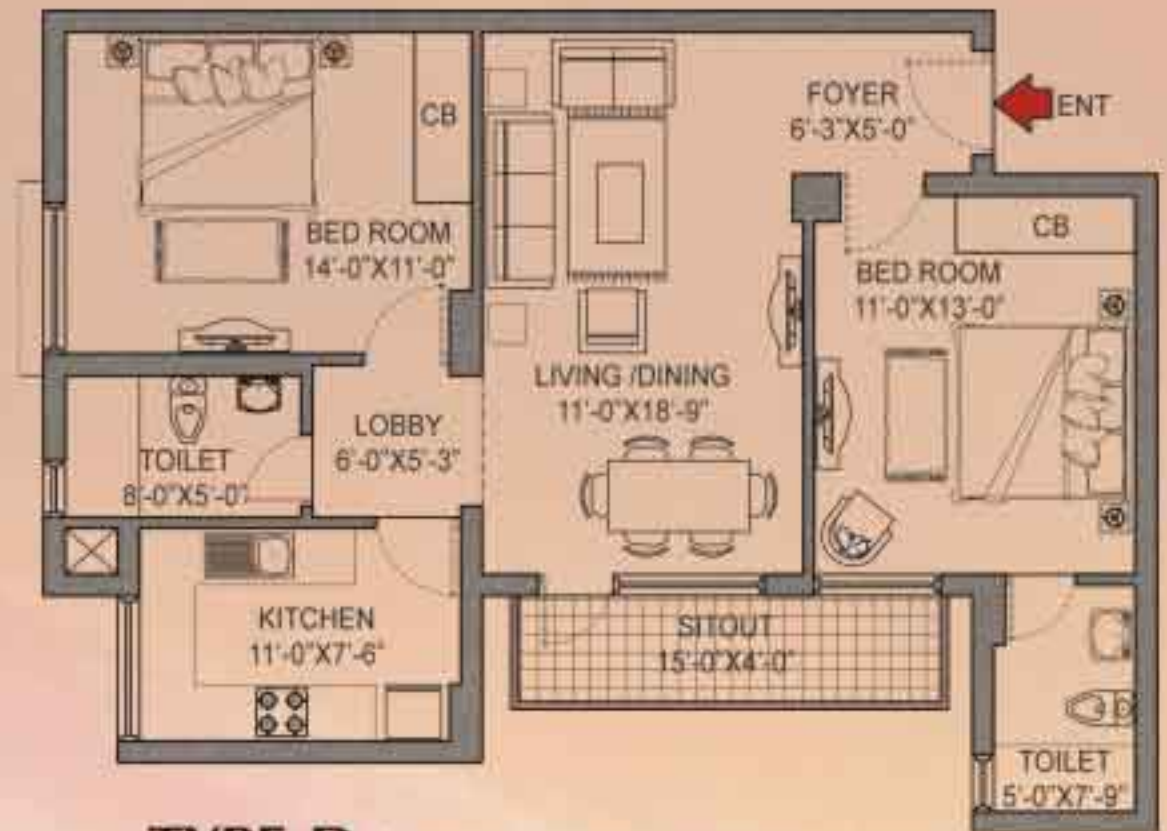 FOYER
6'-3"X5'-0"
ENT
CB
BED ROOM
14'-0"X11'-0"
CB
BED ROOM
11'-0"X13'-0"
LIVING /DINING
11'-0"X18'-9"
LOBBY
6'-0"X5'-3"
TOILET
8'-0"X5'-0"
KITCHEN
11'-0"X7'-6"
SITOUT
15'-0"X4'-0"
TOILET
5'-0"X7'-9"